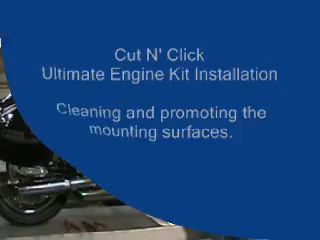 Cut N' Click
Ultimate Engine Kit Installation
Cleaning and promoting the
mounting surfaces.